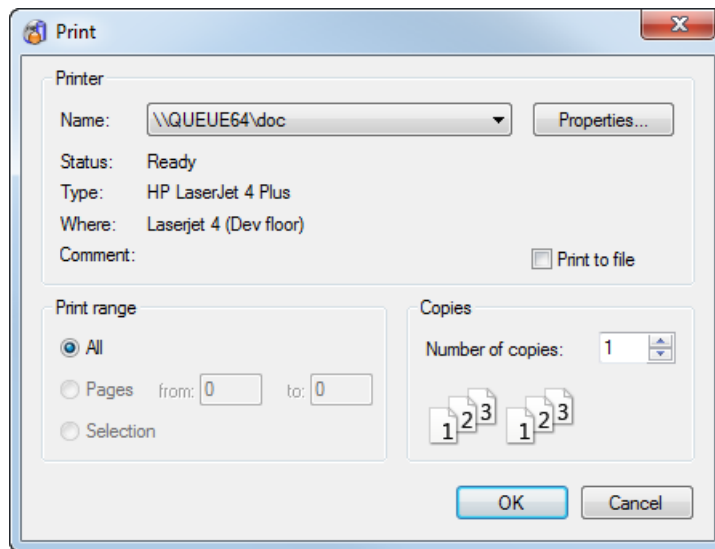 Print
Printer
Name: \\QUEUE64\doc Properties...
Status: Ready
Type: HP LaserJet 4 Plus
Where: Laserjet 4 (Dev floor)
Comment: Print to file
Print range
All
Pages from: 0 to: 0
Selection
Copies
Number of copies: 1
1 2 3 1 2 3
OK Cancel